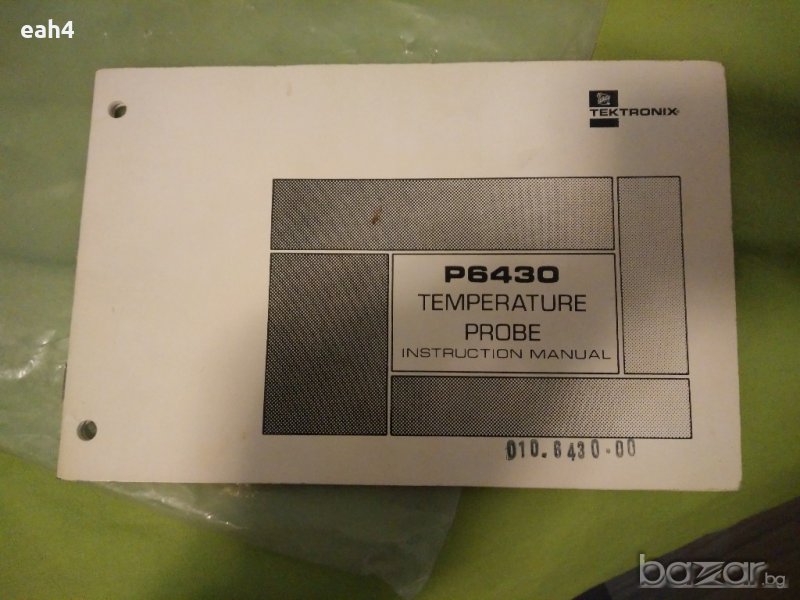 eah4
TEKTRONIX
P6430
TEMPERATURE
PROBE
INSTRUCTION MANUAL
010.6430-00
bazar.bg